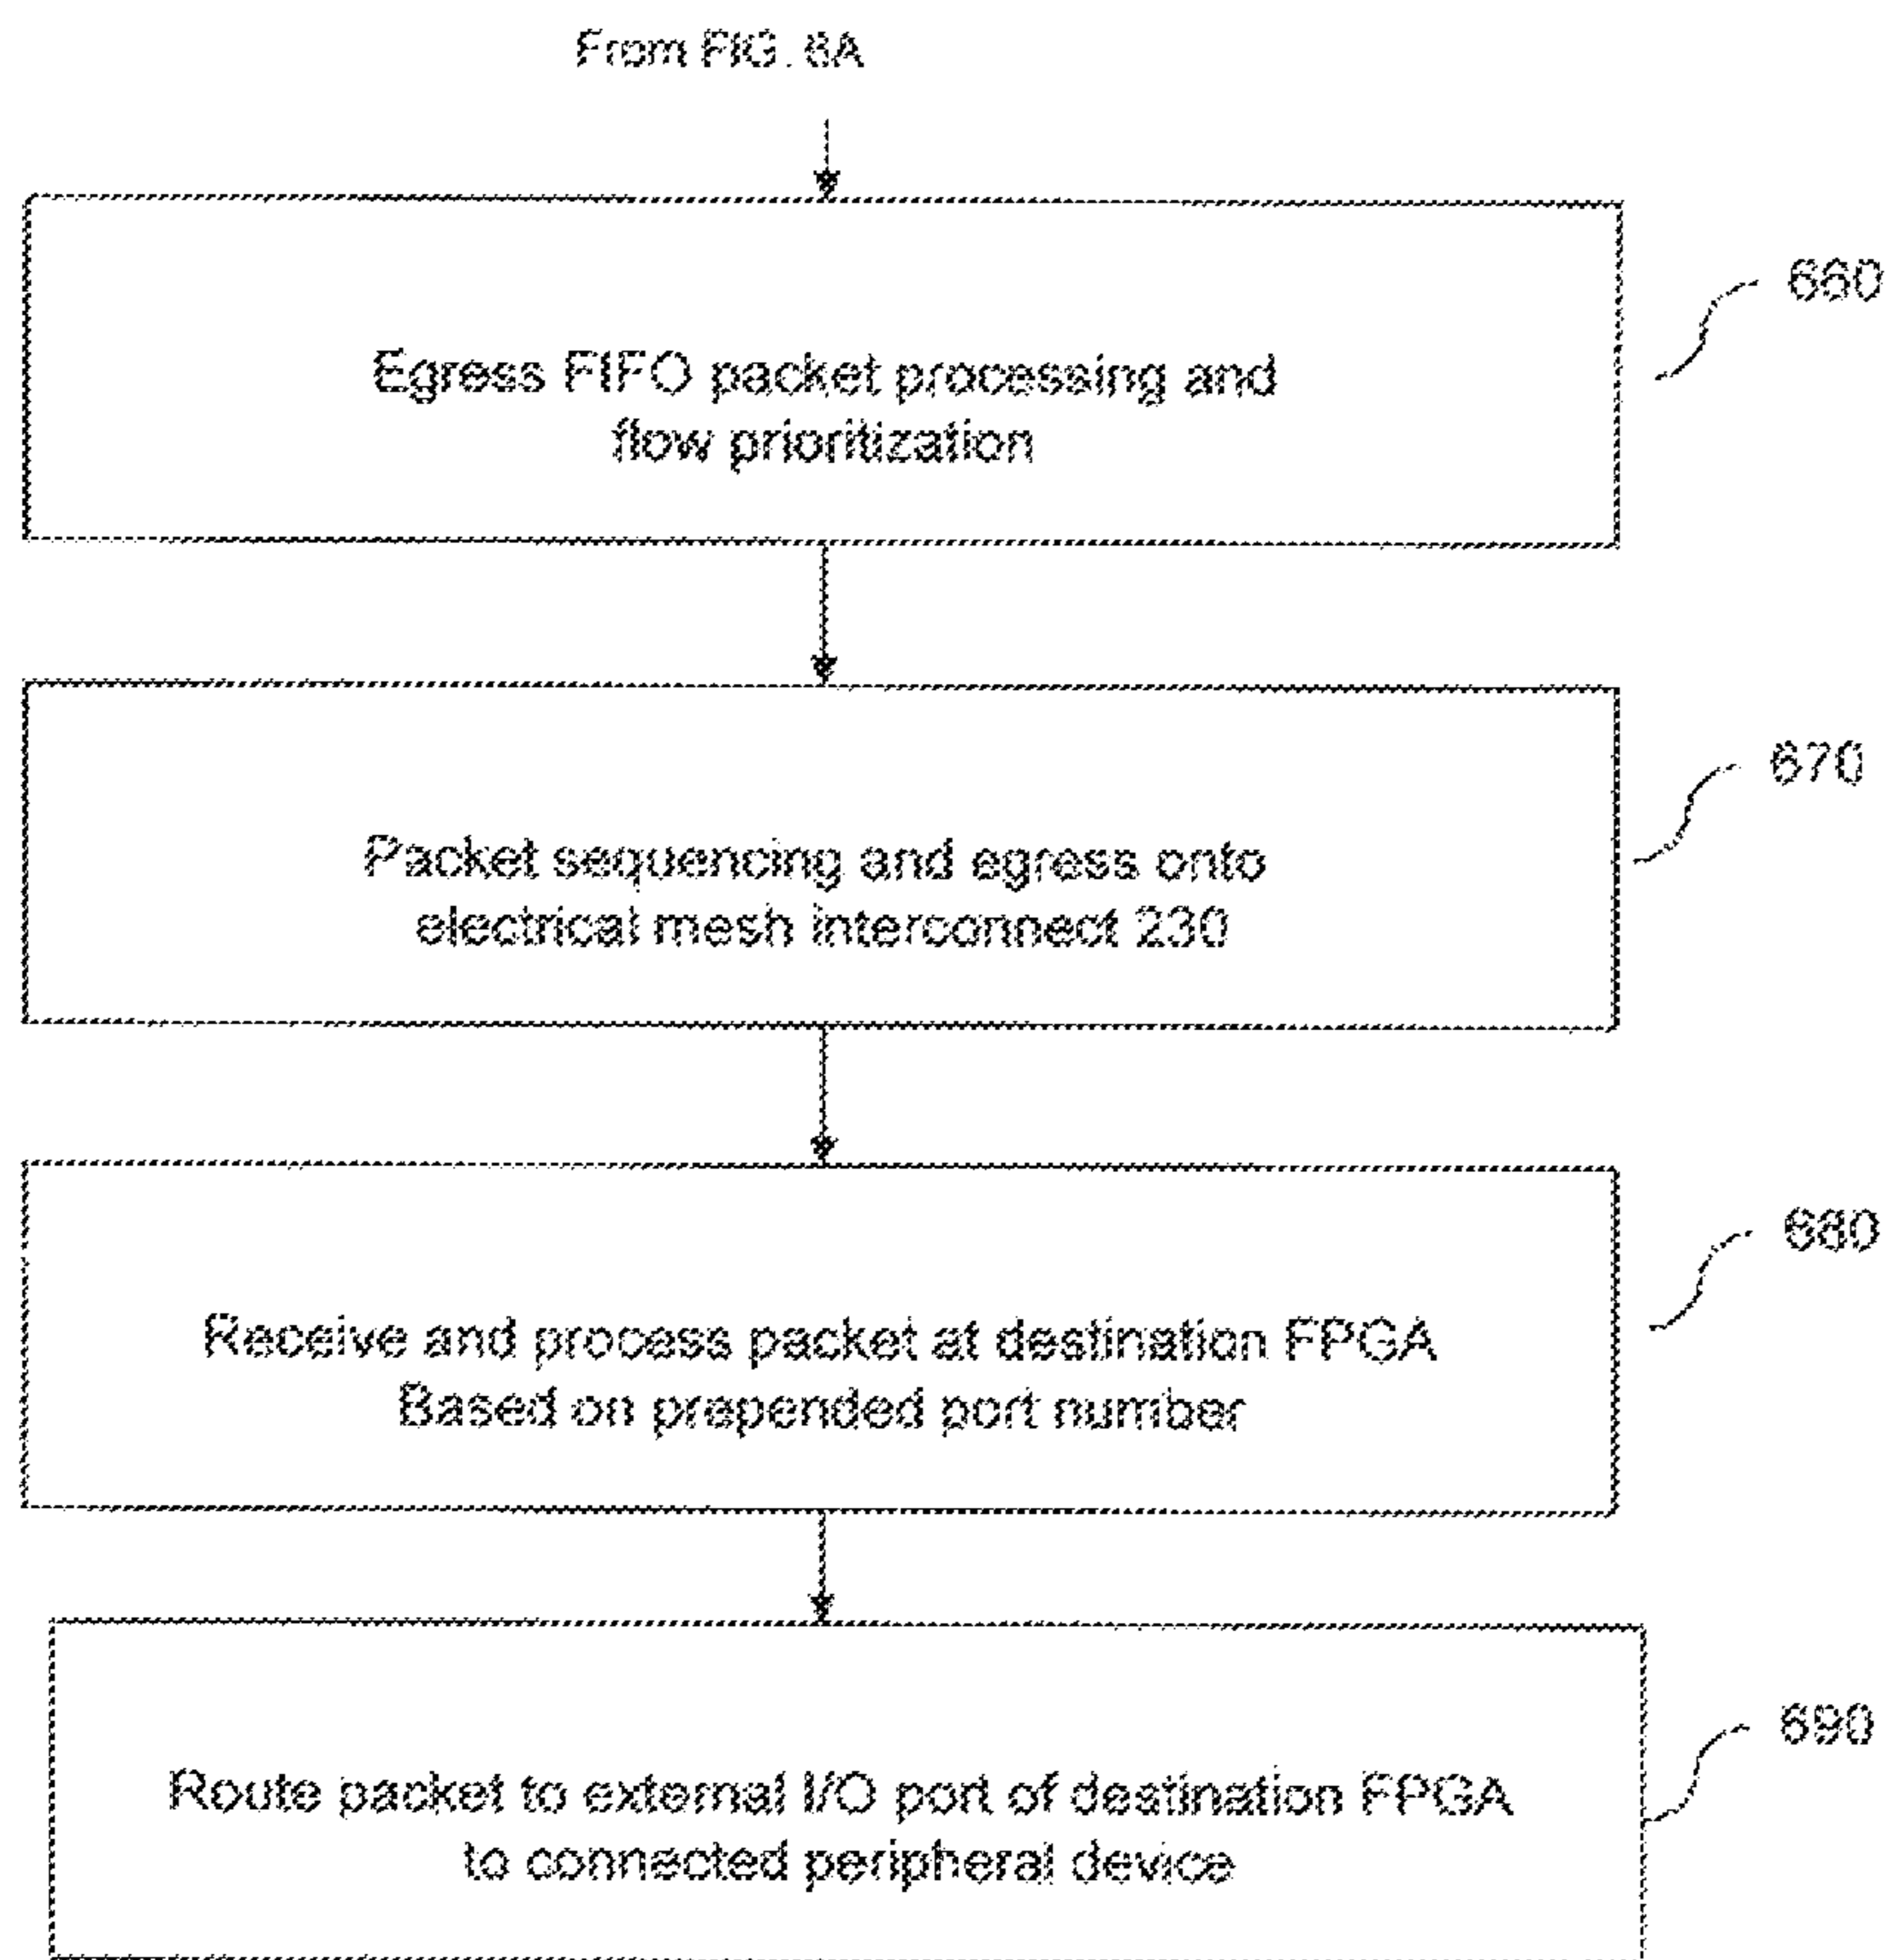 From FIG. 6A
660
Egress FIFO packet processing and
flow prioritization
670
Packet sequencing and egress onto
electrical mesh interconnect 230
680
Receive and process packet at destination FPGA
Based on prepended port number
690
Route packet to external I/O port of destination FPGA
to connected peripheral device